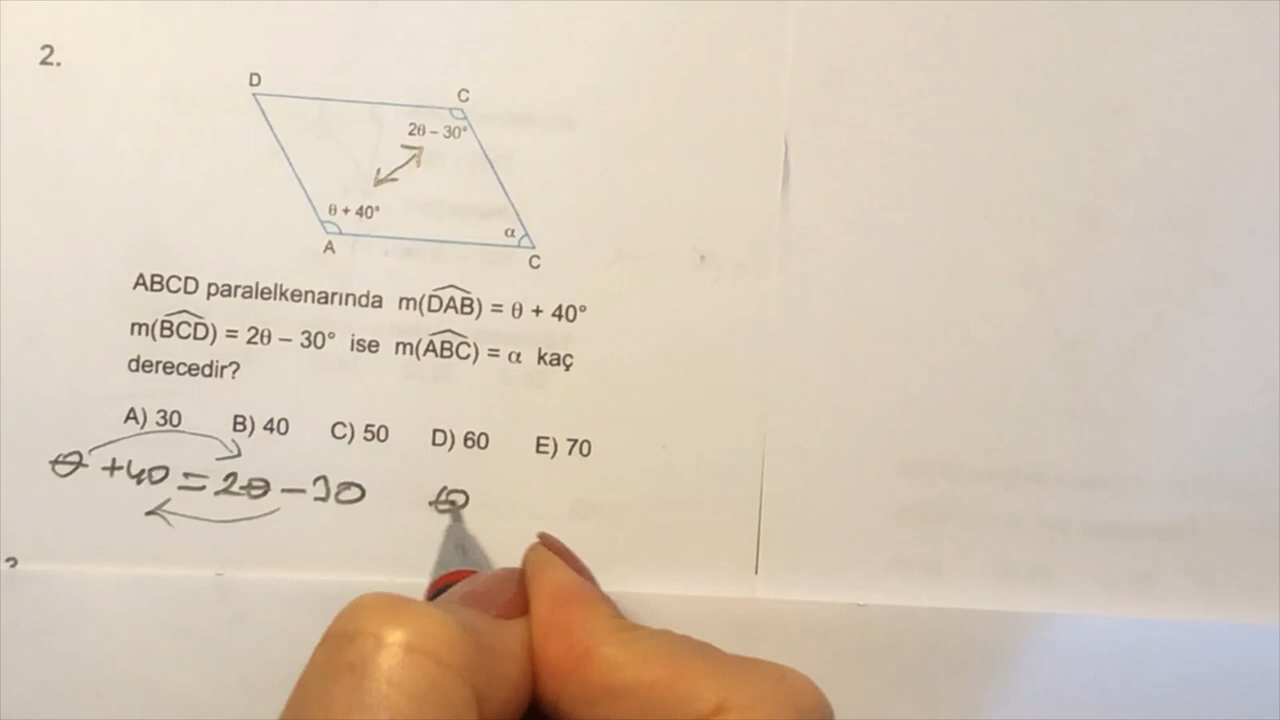 2.
D
C
2θ – 30°
θ + 40°
α
A
C
ABCD paralelkenarında m(DAB) = θ + 40°
m(BCD) = 2θ – 30° ise m(ABC) = α kaç
derecedir?
A) 30 B) 40 C) 50 D) 60 E) 70
θ + 40 = 2θ – 30